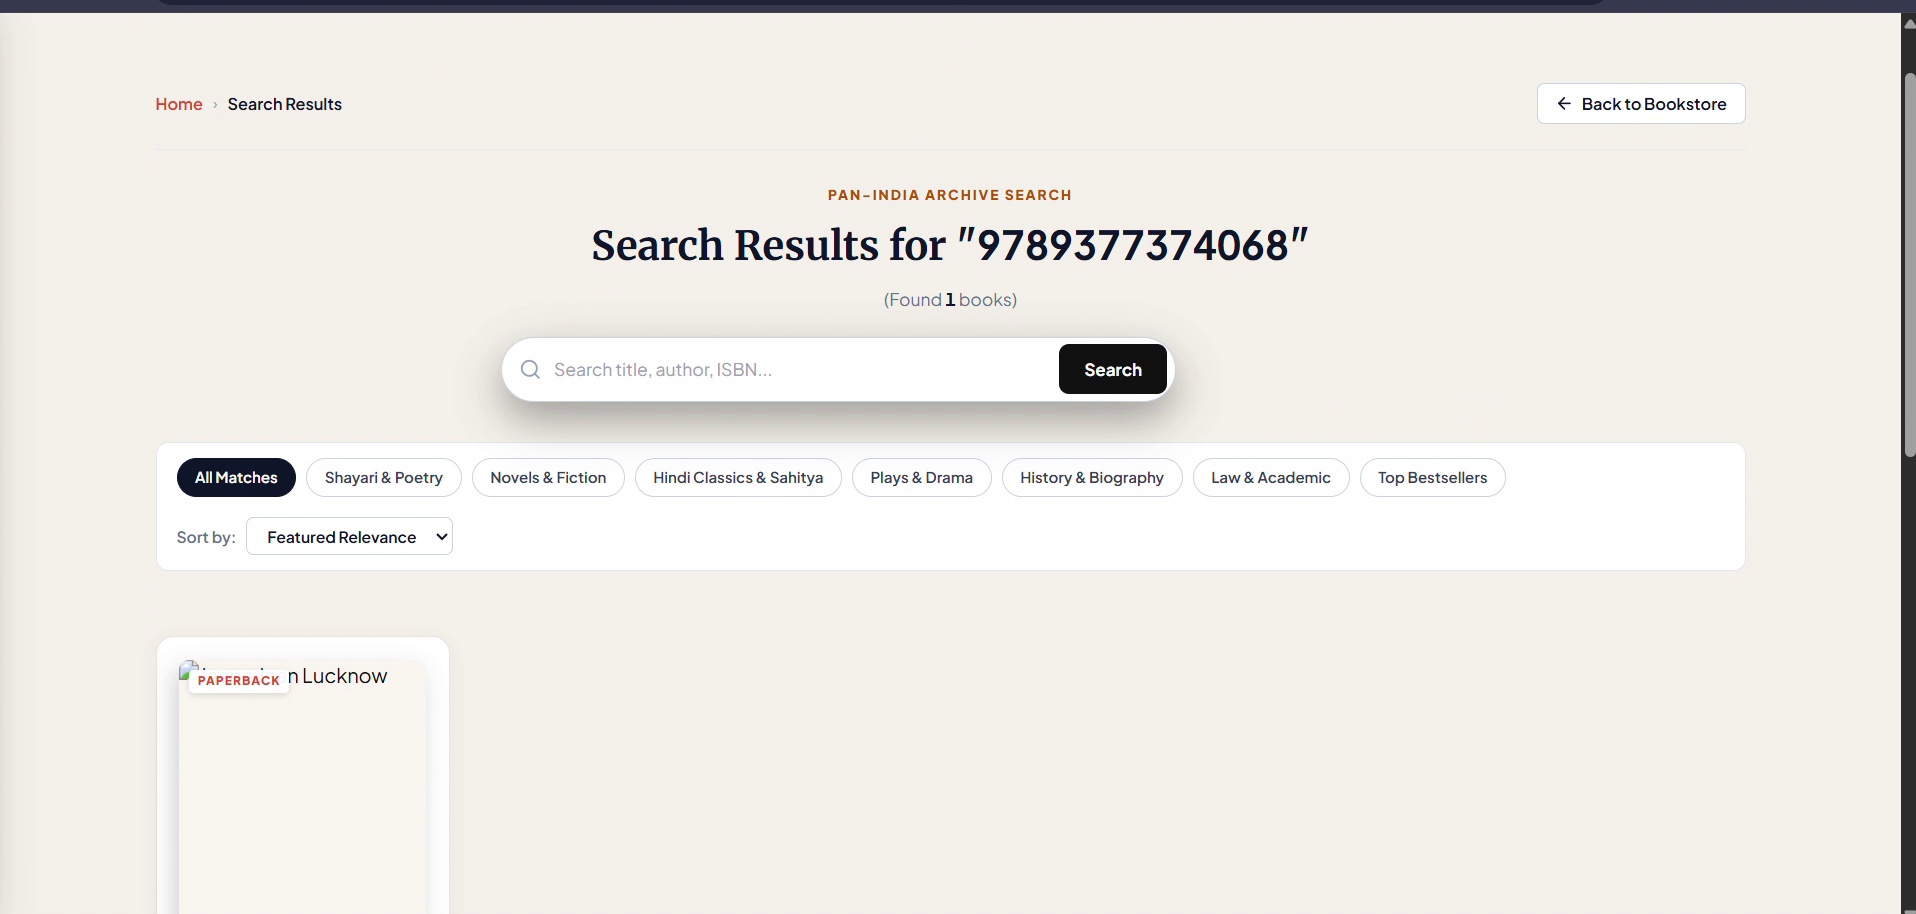 Home › Search Results
← Back to Bookstore
PAN-INDIA ARCHIVE SEARCH
Search Results for "9789377374068"
(Found 1 books)
Search title, author, ISBN...
Search
All Matches
Shayari & Poetry
Novels & Fiction
Hindi Classics & Sahitya
Plays & Drama
History & Biography
Law & Academic
Top Bestsellers
Sort by: Featured Relevance
PAPERBACK
Lucknow